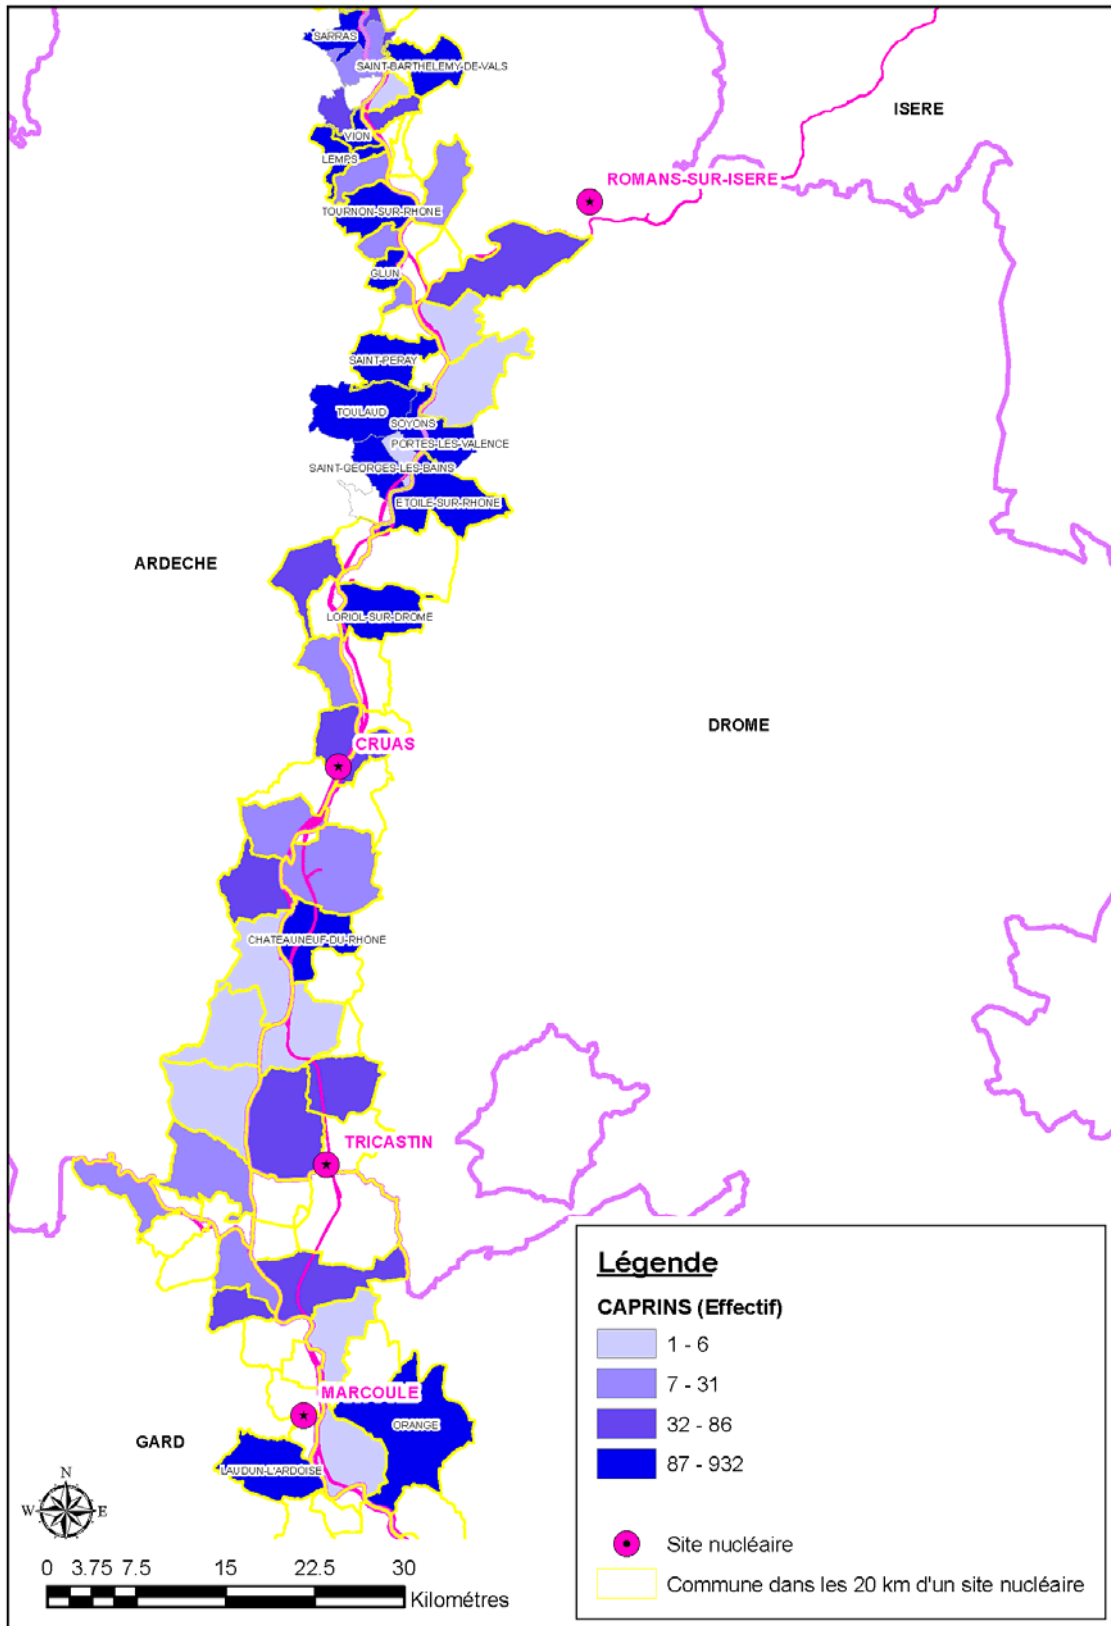 SARRAS
SAINT-BARTHELEMY-DE-VALS
ISERE
VION
LEMPS
ROMANS-SUR-ISERE
TOURNON-SUR-RHONE
GLUN
SAINT-PERAY
TOULAUD
SOYONS
PORTES-LES-VALENCE
SAINT-GEORGES-LES-BAINS
ETOILE-SUR-RHONE
ARDECHE
LORIOL-SUR-DROME
DROME
CRUAS
CHATEAUNEUF-DU-RHONE
TRICASTIN
MARCOULE
ORANGE
GARD
LAUDUN-L'ARDOISE
N
W E
S
0 3.75 7.5 15 22.5 30
Kilométres
Légende
CAPRINS (Effectif)
1 - 6
7 - 31
32 - 86
87 - 932
Site nucléaire
Commune dans les 20 km d'un site nucléaire